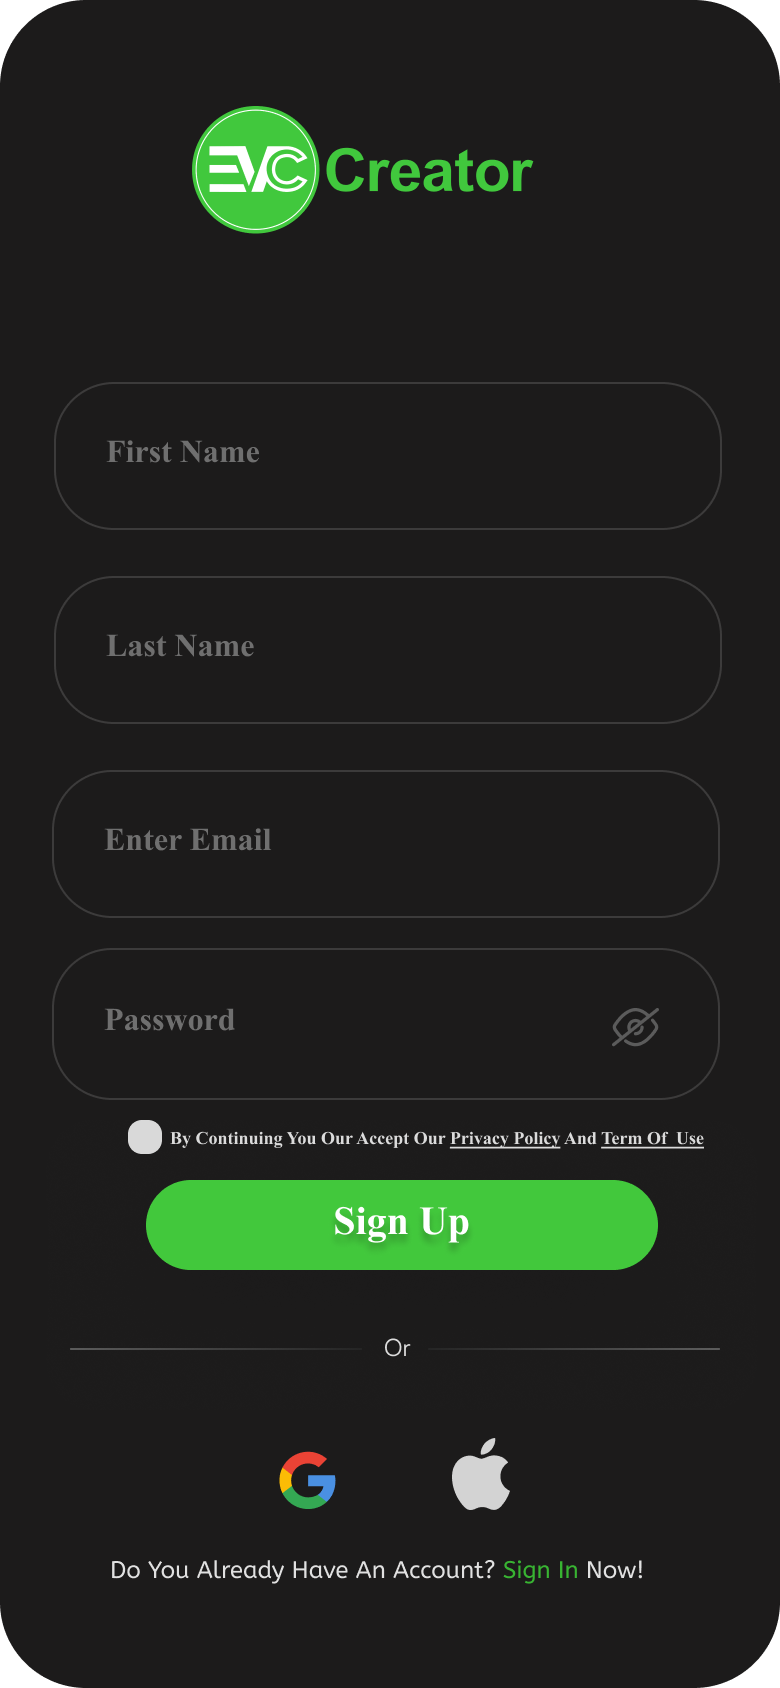 EVC Creator
First Name
Last Name
Enter Email
Password
By Continuing You Our Accept Our Privacy Policy And Term Of Use
Sign Up
Or
Do You Already Have An Account? Sign In Now!